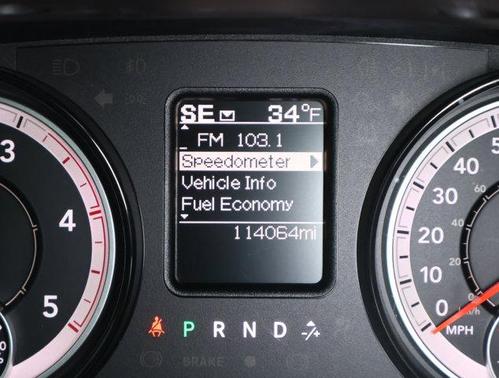 SE 34°F
FM 103.1
Speedometer
Vehicle Info
Fuel Economy
114064mi
3
4
5
50
40
30
20
10
0
MPH
P R N D -/+
BRAKE